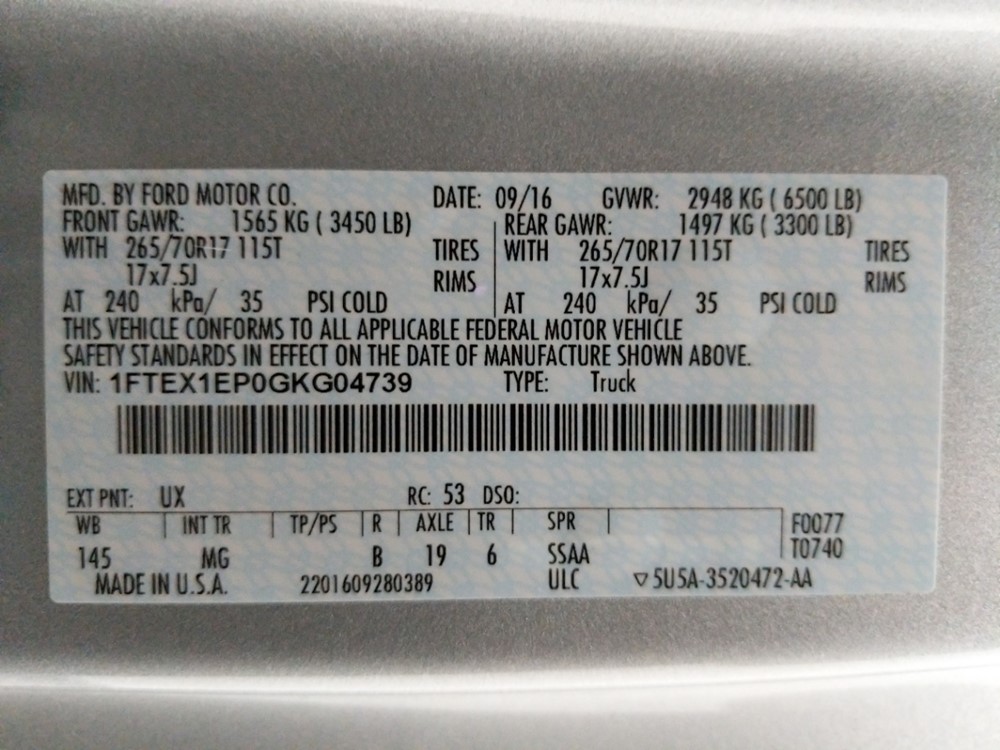 MFD. BY FORD MOTOR CO. DATE: 09/16 GVWR: 2948 KG ( 6500 LB)
FRONT GAWR: 1565 KG ( 3450 LB) REAR GAWR: 1497 KG ( 3300 LB)
WITH 265/70R17 115T TIRES WITH 265/70R17 115T TIRES
17x7.5J RIMS 17x7.5J RIMS
AT 240 kPa/ 35 PSI COLD AT 240 kPa/ 35 PSI COLD
THIS VEHICLE CONFORMS TO ALL APPLICABLE FEDERAL MOTOR VEHICLE
SAFETY STANDARDS IN EFFECT ON THE DATE OF MANUFACTURE SHOWN ABOVE.
VIN: 1FTEX1EP0GKG04739 TYPE: Truck
EXT PNT: UX RC: 53 DSO:
WB INT TR TP/PS R AXLE TR SPR F0077
145 MG B 19 6 SSAA T0740
MADE IN U.S.A. 2201609280389 ULC ▽5U5A-3520472-AA